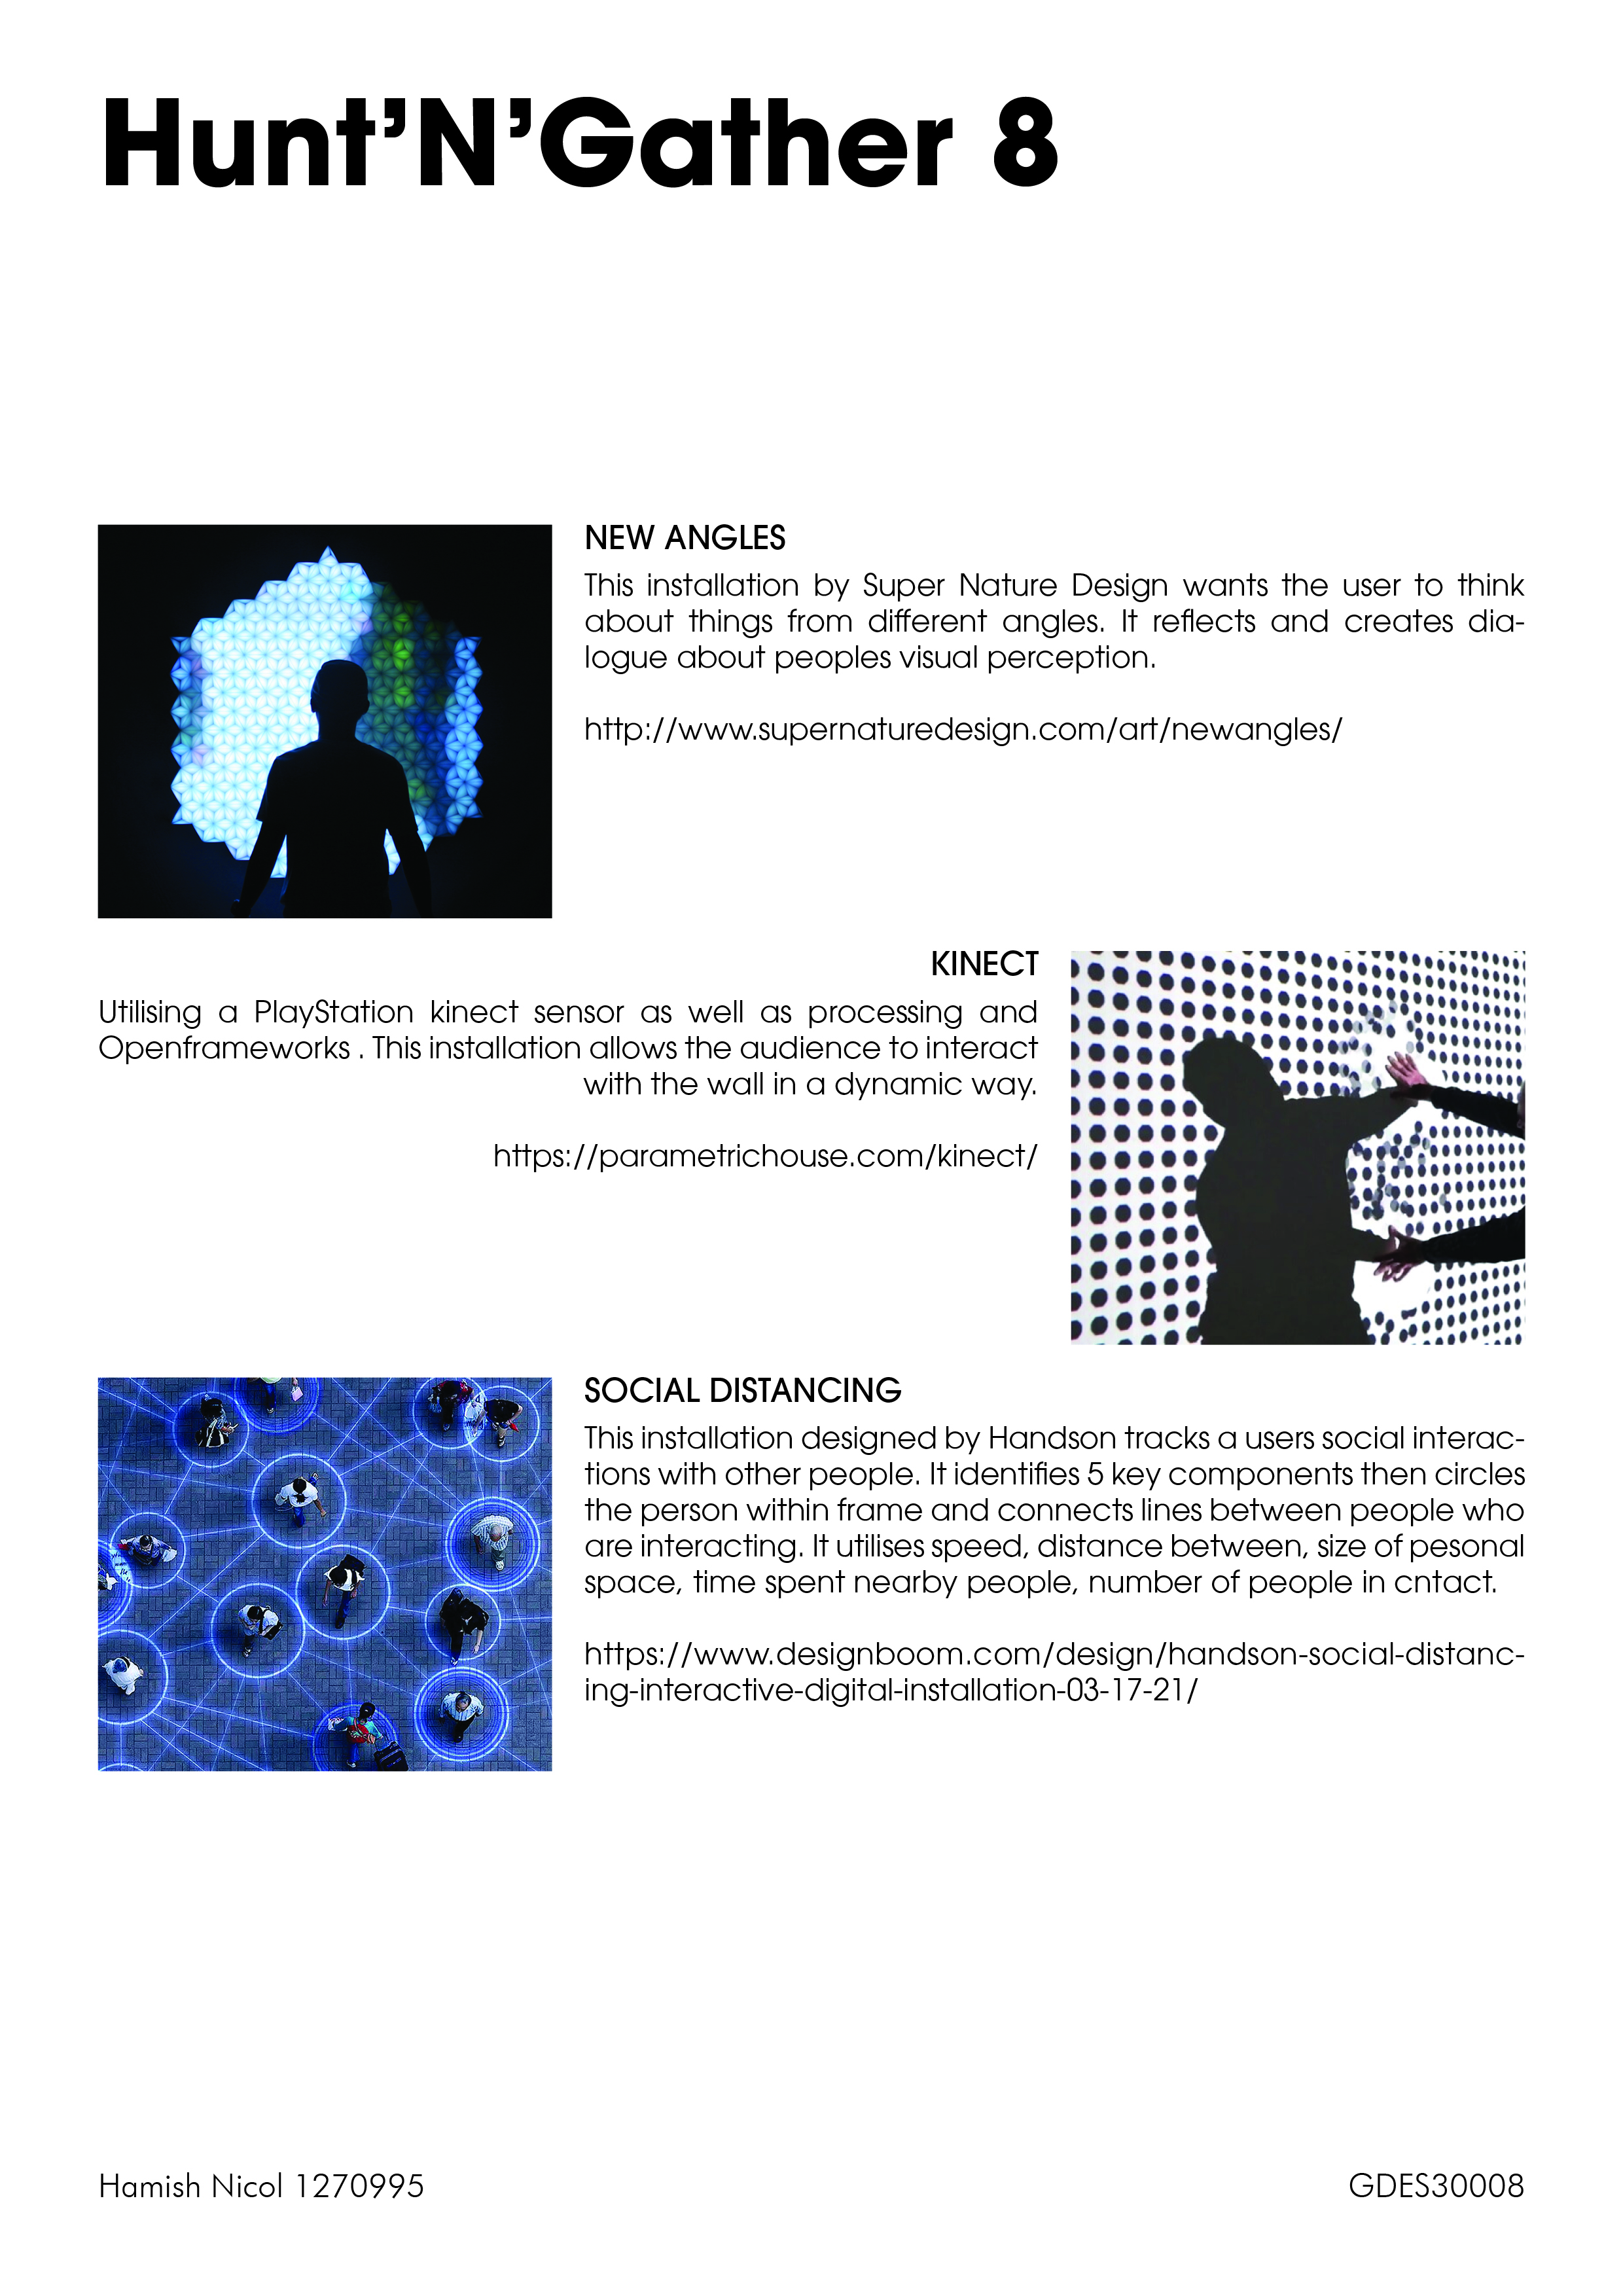 Hunt’N’Gather 8
NEW ANGLES
This installation by Super Nature Design wants the user to think
about things from different angles. It reflects and creates dia-
logue about peoples visual perception.
http://www.supernaturedesign.com/art/newangles/
KINECT
Utilising a PlayStation kinect sensor as well as processing and
Openframeworks . This installation allows the audience to interact
with the wall in a dynamic way.
https://parametrichouse.com/kinect/
SOCIAL DISTANCING
This installation designed by Handson tracks a users social interac-
tions with other people. It identifies 5 key components then circles
the person within frame and connects lines between people who
are interacting. It utilises speed, distance between, size of pesonal
space, time spent nearby people, number of people in cntact.
https://www.designboom.com/design/handson-social-distanc-
ing-interactive-digital-installation-03-17-21/
Hamish Nicol 1270995
GDES30008